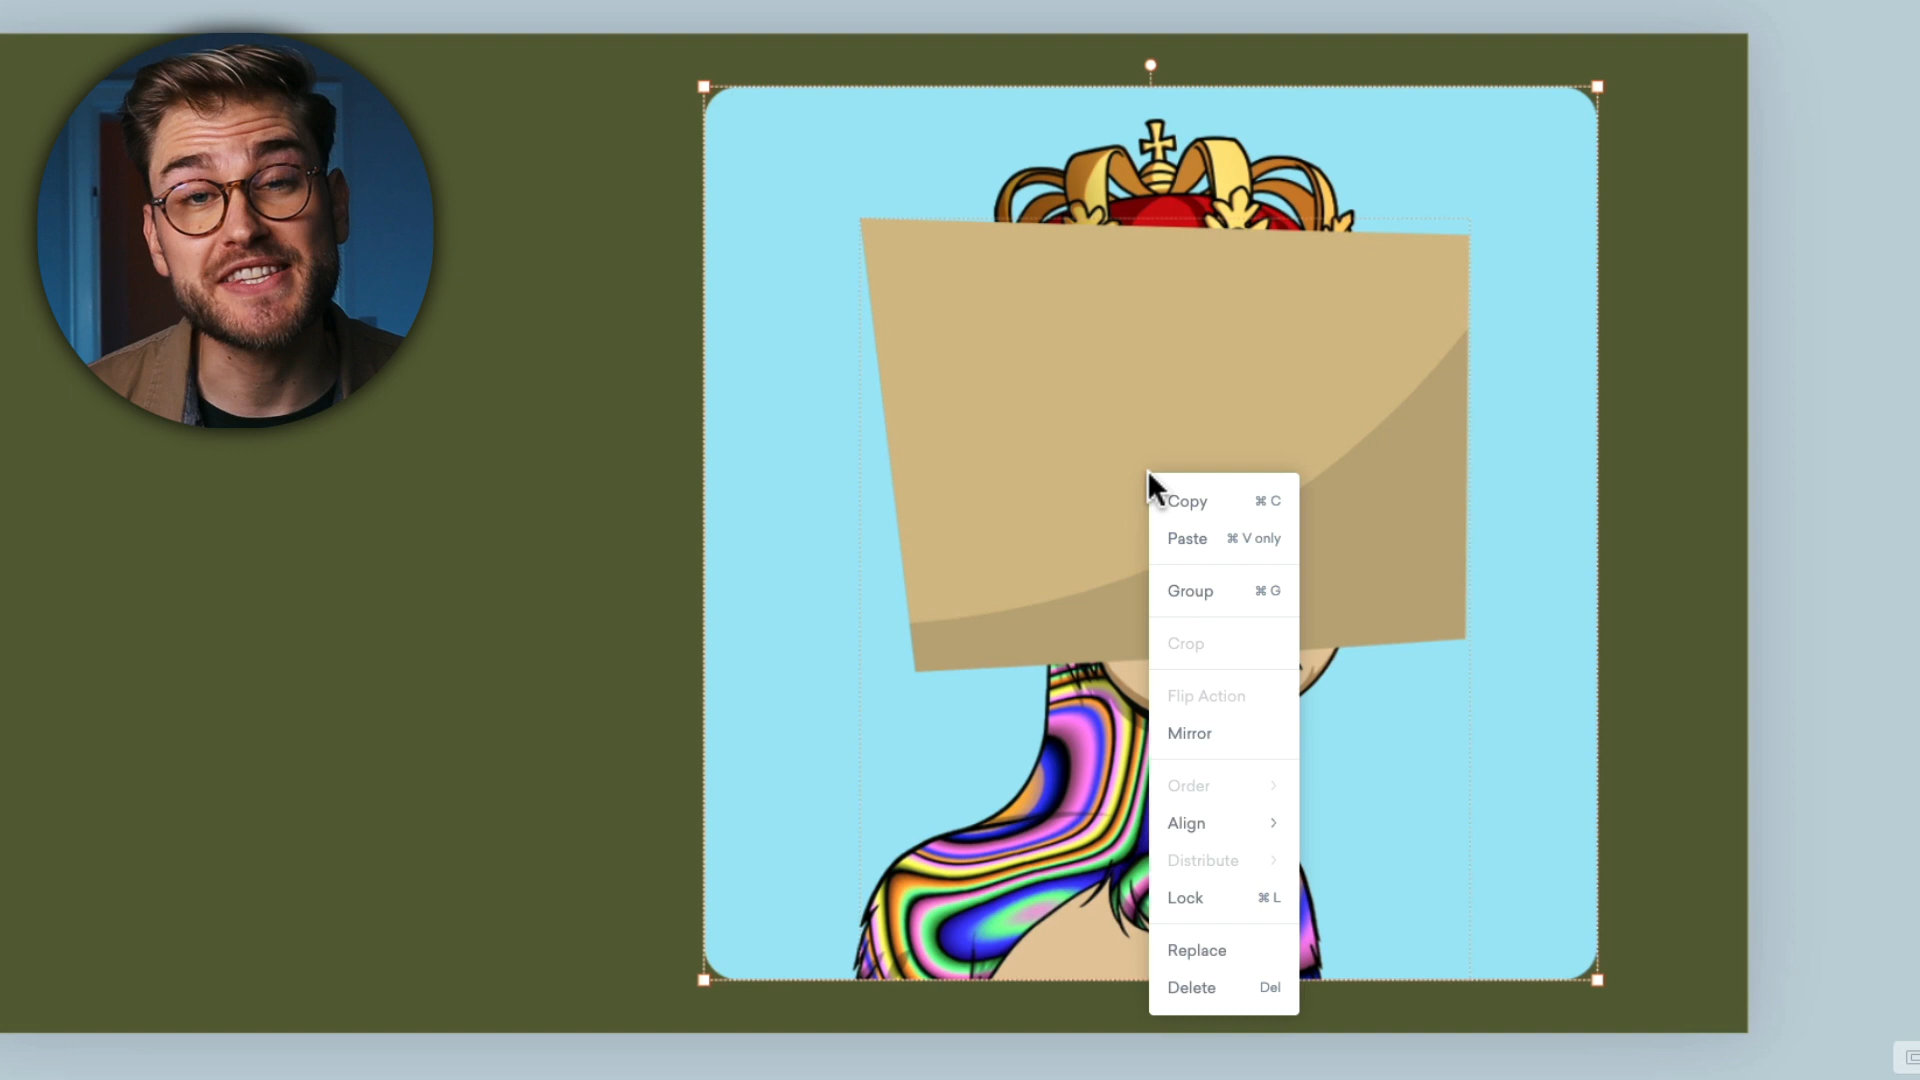 Copy ⌘ C
Paste ⌘ V only
Group ⌘ G
Crop
Flip Action
Mirror
Order
Align
Distribute
Lock ⌘ L
Replace
Delete Del